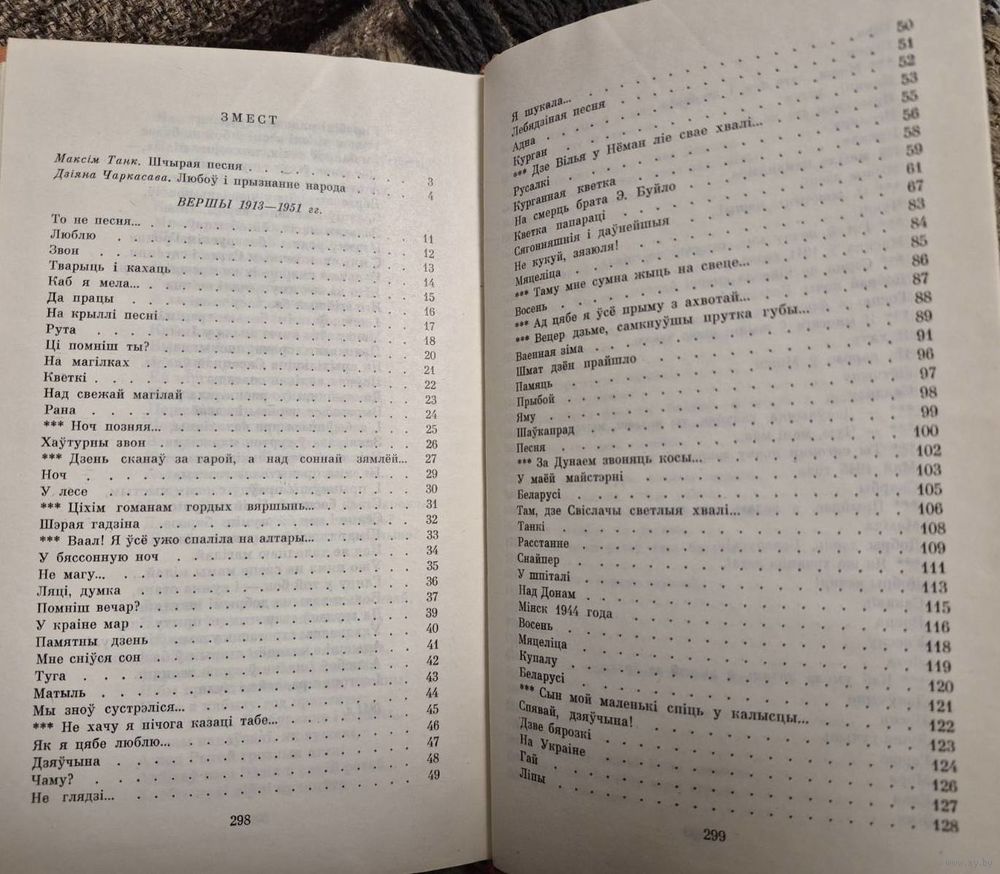 ЗМЕСТ
Максім Танк. Шчырая песня . . . 3
Дзіяна Чаркасава. Любоў і прызнанне народа 4
ВЕРШЫ 1913—1951 гг.
То не песня... 11
Люблю 12
Звон 13
Тварыць і кахаць 14
Каб я мела... 15
Да працы 16
На крыллі песні 17
Рута 18
Ці помніш ты? 20
На магілках 21
Кветкі 22
Над свежай магілай 23
Рана 24
*** Ноч позняя... 25
Хаўтурны звон 26
*** Дзень сканаў за гарой, а над соннай зямлёй... 27
Ноч 29
У лесе 30
*** Ціхім гоманам гордых вяршынь... 31
Шэрая гадзіна 32
*** Ваал! Я ўсё ужо спаліла на алтары... 33
У бяссонную ноч 34
Не магу... 35
Ляці, думка 36
Помніш вечар? 37
У краіне мар 39
Памятны дзень 40
Мне сніўся сон 41
Туга 42
Матыль 43
Мы зноў сустрэліся... 44
*** Не хачу я нічога казаці табе... 45
Як я цябе люблю... 46
Дзяўчына 47
Чаму? 48
Не глядзі... 49
298
Я шукала... 50
Лебядзіная песня 51
Адна 52
Курган 53
*** Дзе Вілья у Нёман ліе свае хвалі... 55
Русалкі 56
Курганная кветка 58
На смерць брата Э. Буйло 59
Кветка папараці 61
Сягонняшнія і даўнейшыя 67
Не кукуй, зязюля! 83
Мяцеліца 84
*** Таму мне сумна жыць на свеце... 85
Восень 86
*** Ад цябе я ўсё прыму з ахвотай... 87
*** Вецер дзьме, самкнуўшы прутка губы... 88
Ваенная зіма 89
Шмат дзён прайшло 91
Памяць 96
Прыбой 97
Яму 98
Шаўкапрад 99
Песня 100
*** За Дунаем звоняць косы... 102
У маёй майстэрні 103
Беларусі 105
Там, дзе Свіслачы светлыя хвалі... 106
Танкі 108
Расстанне 109
Снайпер 111
У шпіталі 113
Над Донам 115
Мінск 1944 года 116
Восень 118
Мяцеліца 119
Купалу 120
Беларусі 121
*** Сын мой маленькі спіць у калысцы... 122
Спявай, дзяўчына! 123
Дзве бярозкі 124
На Украіне 126
Гай 127
Ліпы 128
299
www.ay.by